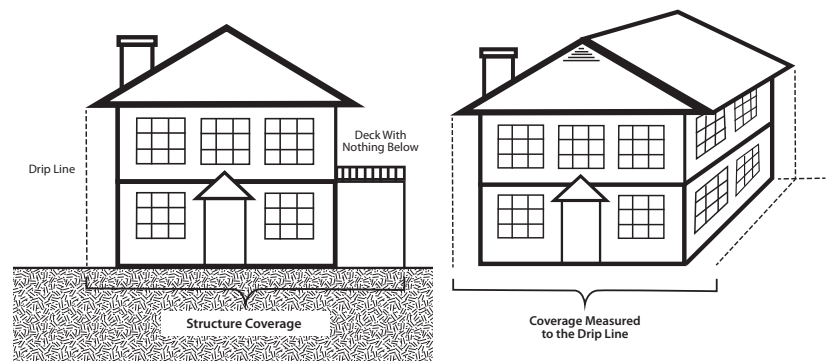 Deck With
Nothing Below
Drip Line
Structure Coverage
Coverage Measured
to the Drip Line